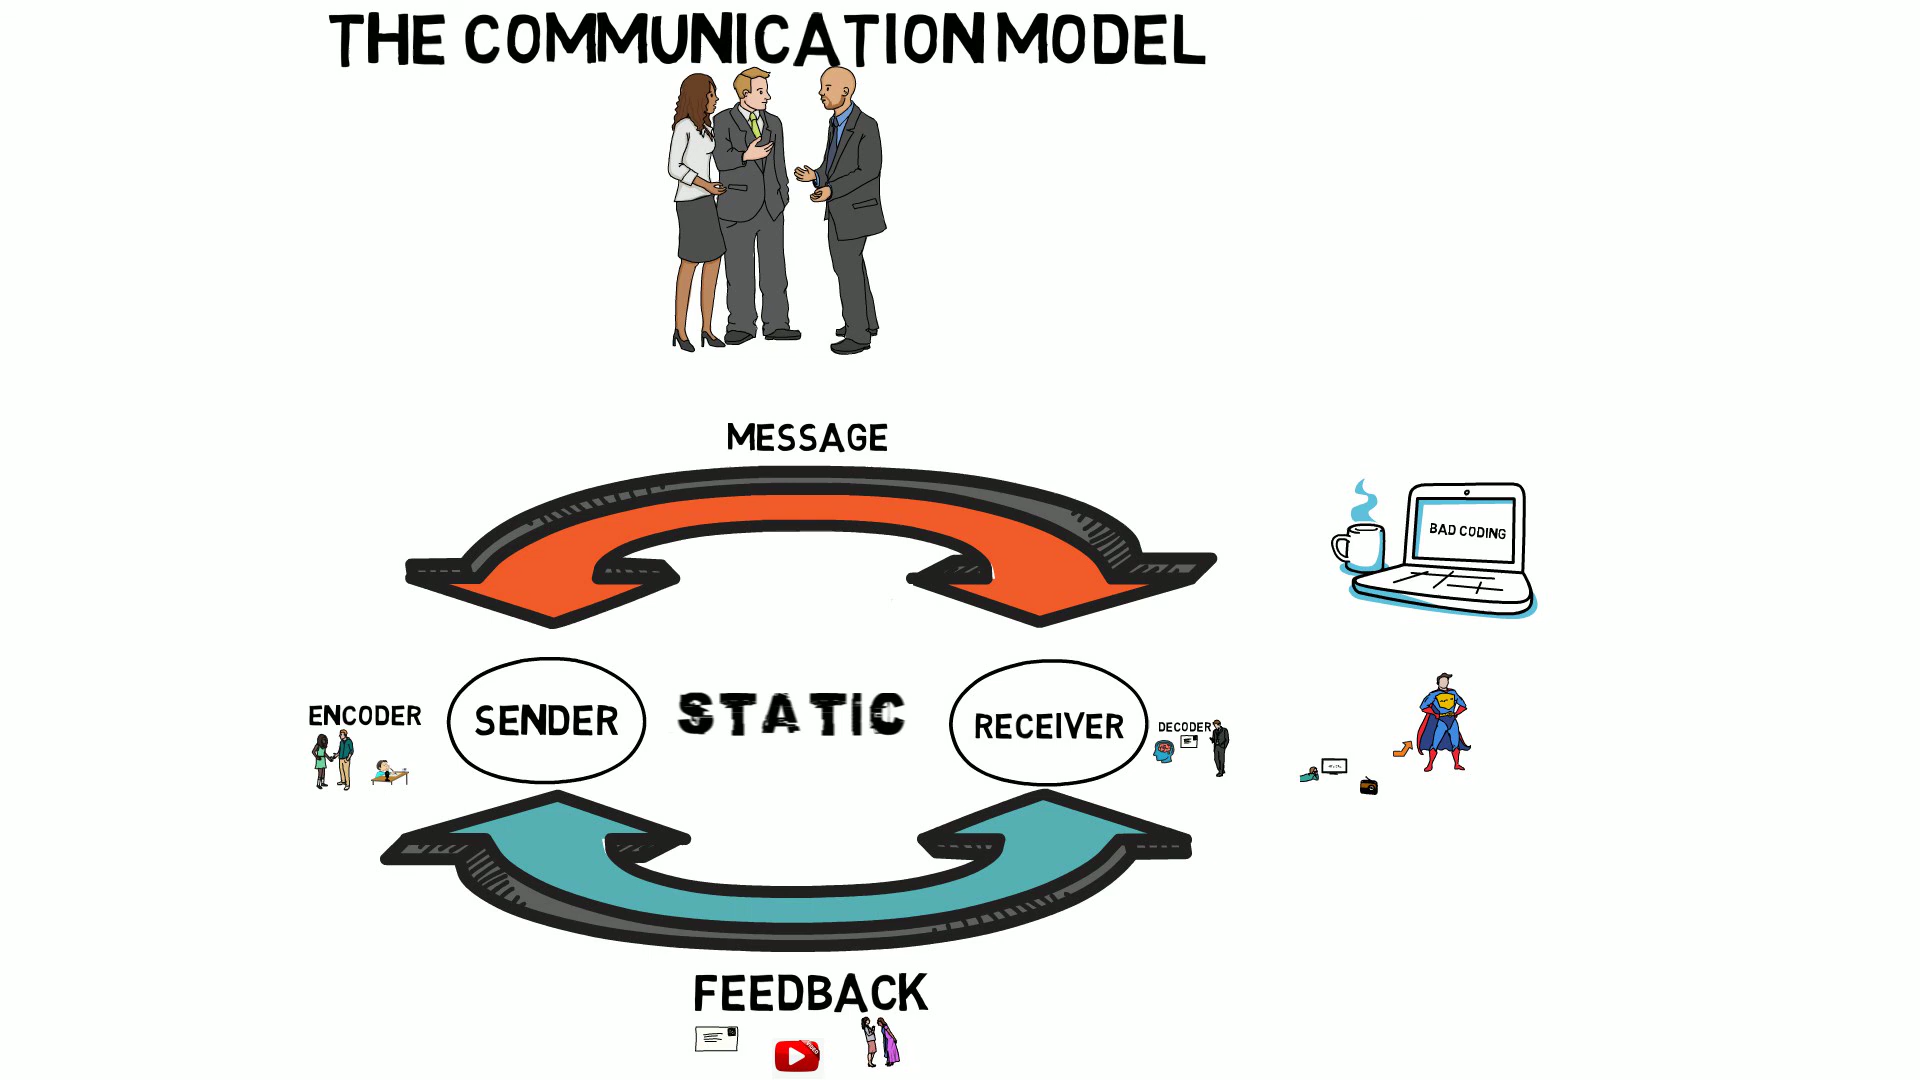 THE COMMUNICATION MODEL
MESSAGE
BAD CODING
ENCODER
SENDER
STATIC
RECEIVER
DECODER
FEEDBACK